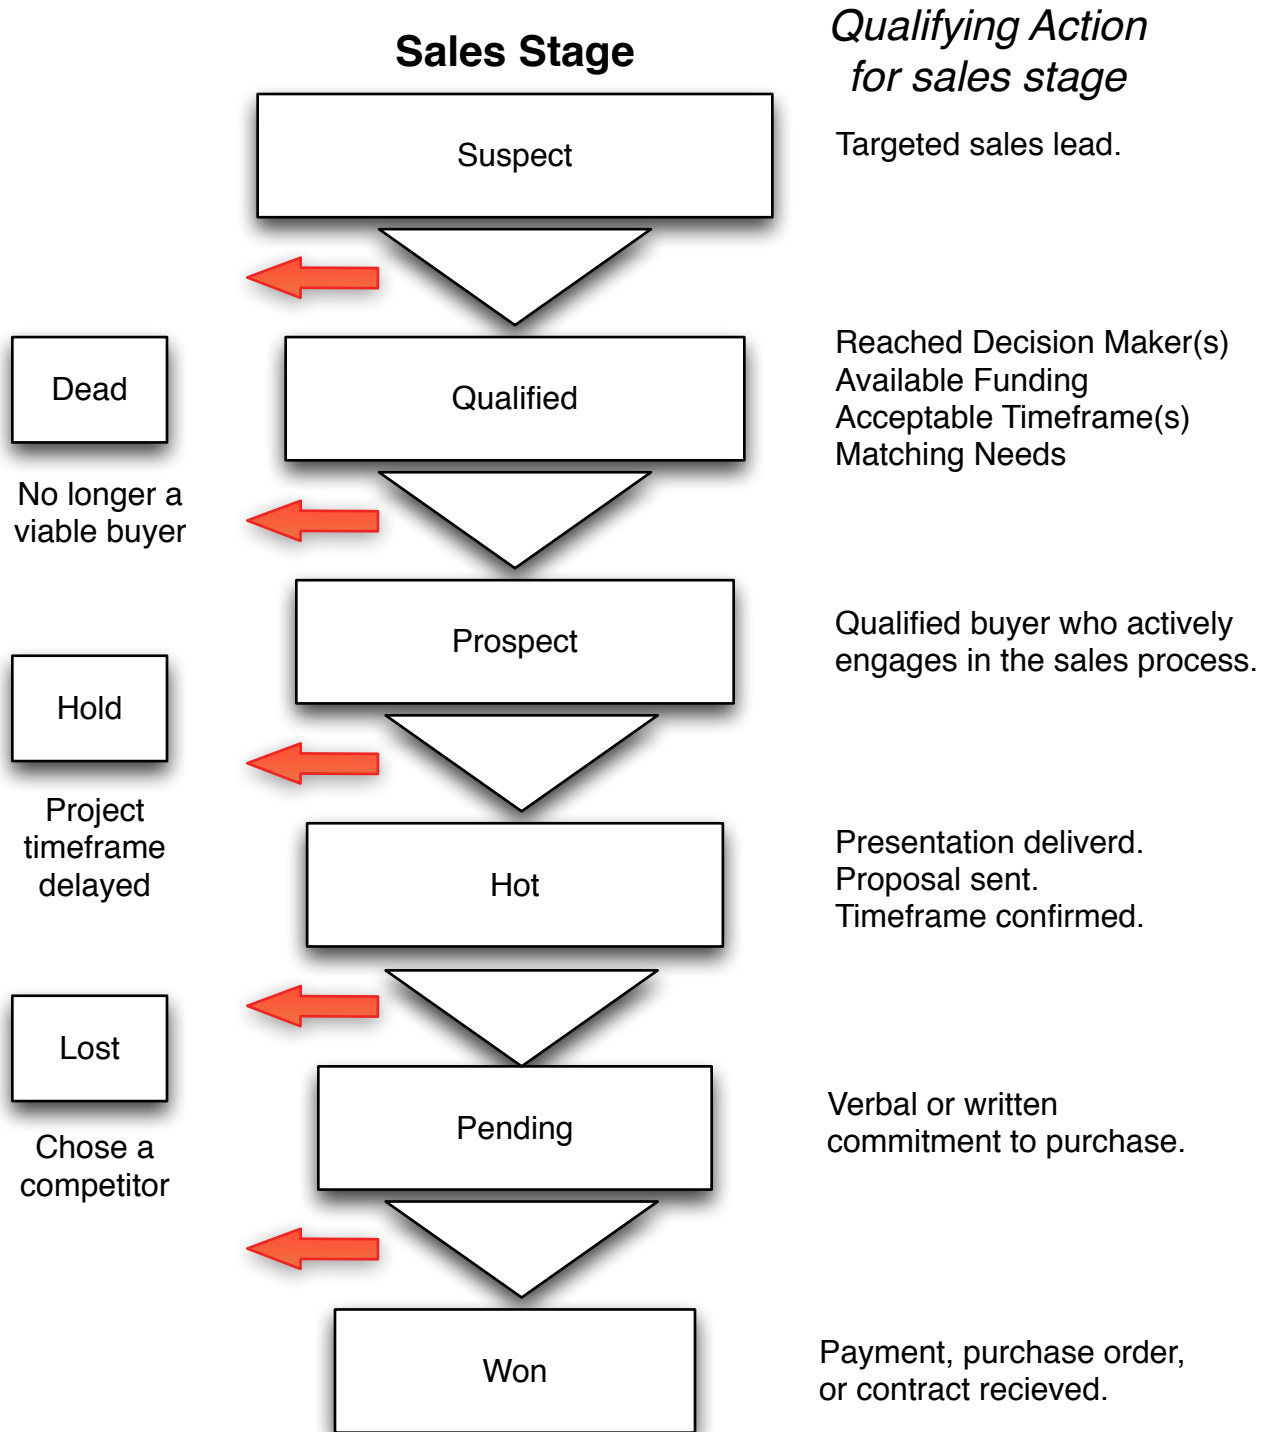 Sales Stage
Qualifying Action
for sales stage
Suspect
Targeted sales lead.
Dead
No longer a
viable buyer
Qualified
Reached Decision Maker(s)
Available Funding
Acceptable Timeframe(s)
Matching Needs
Prospect
Qualified buyer who actively
engages in the sales process.
Hold
Project
timeframe
delayed
Hot
Presentation deliverd.
Proposal sent.
Timeframe confirmed.
Lost
Chose a
competitor
Pending
Verbal or written
commitment to purchase.
Won
Payment, purchase order,
or contract recieved.